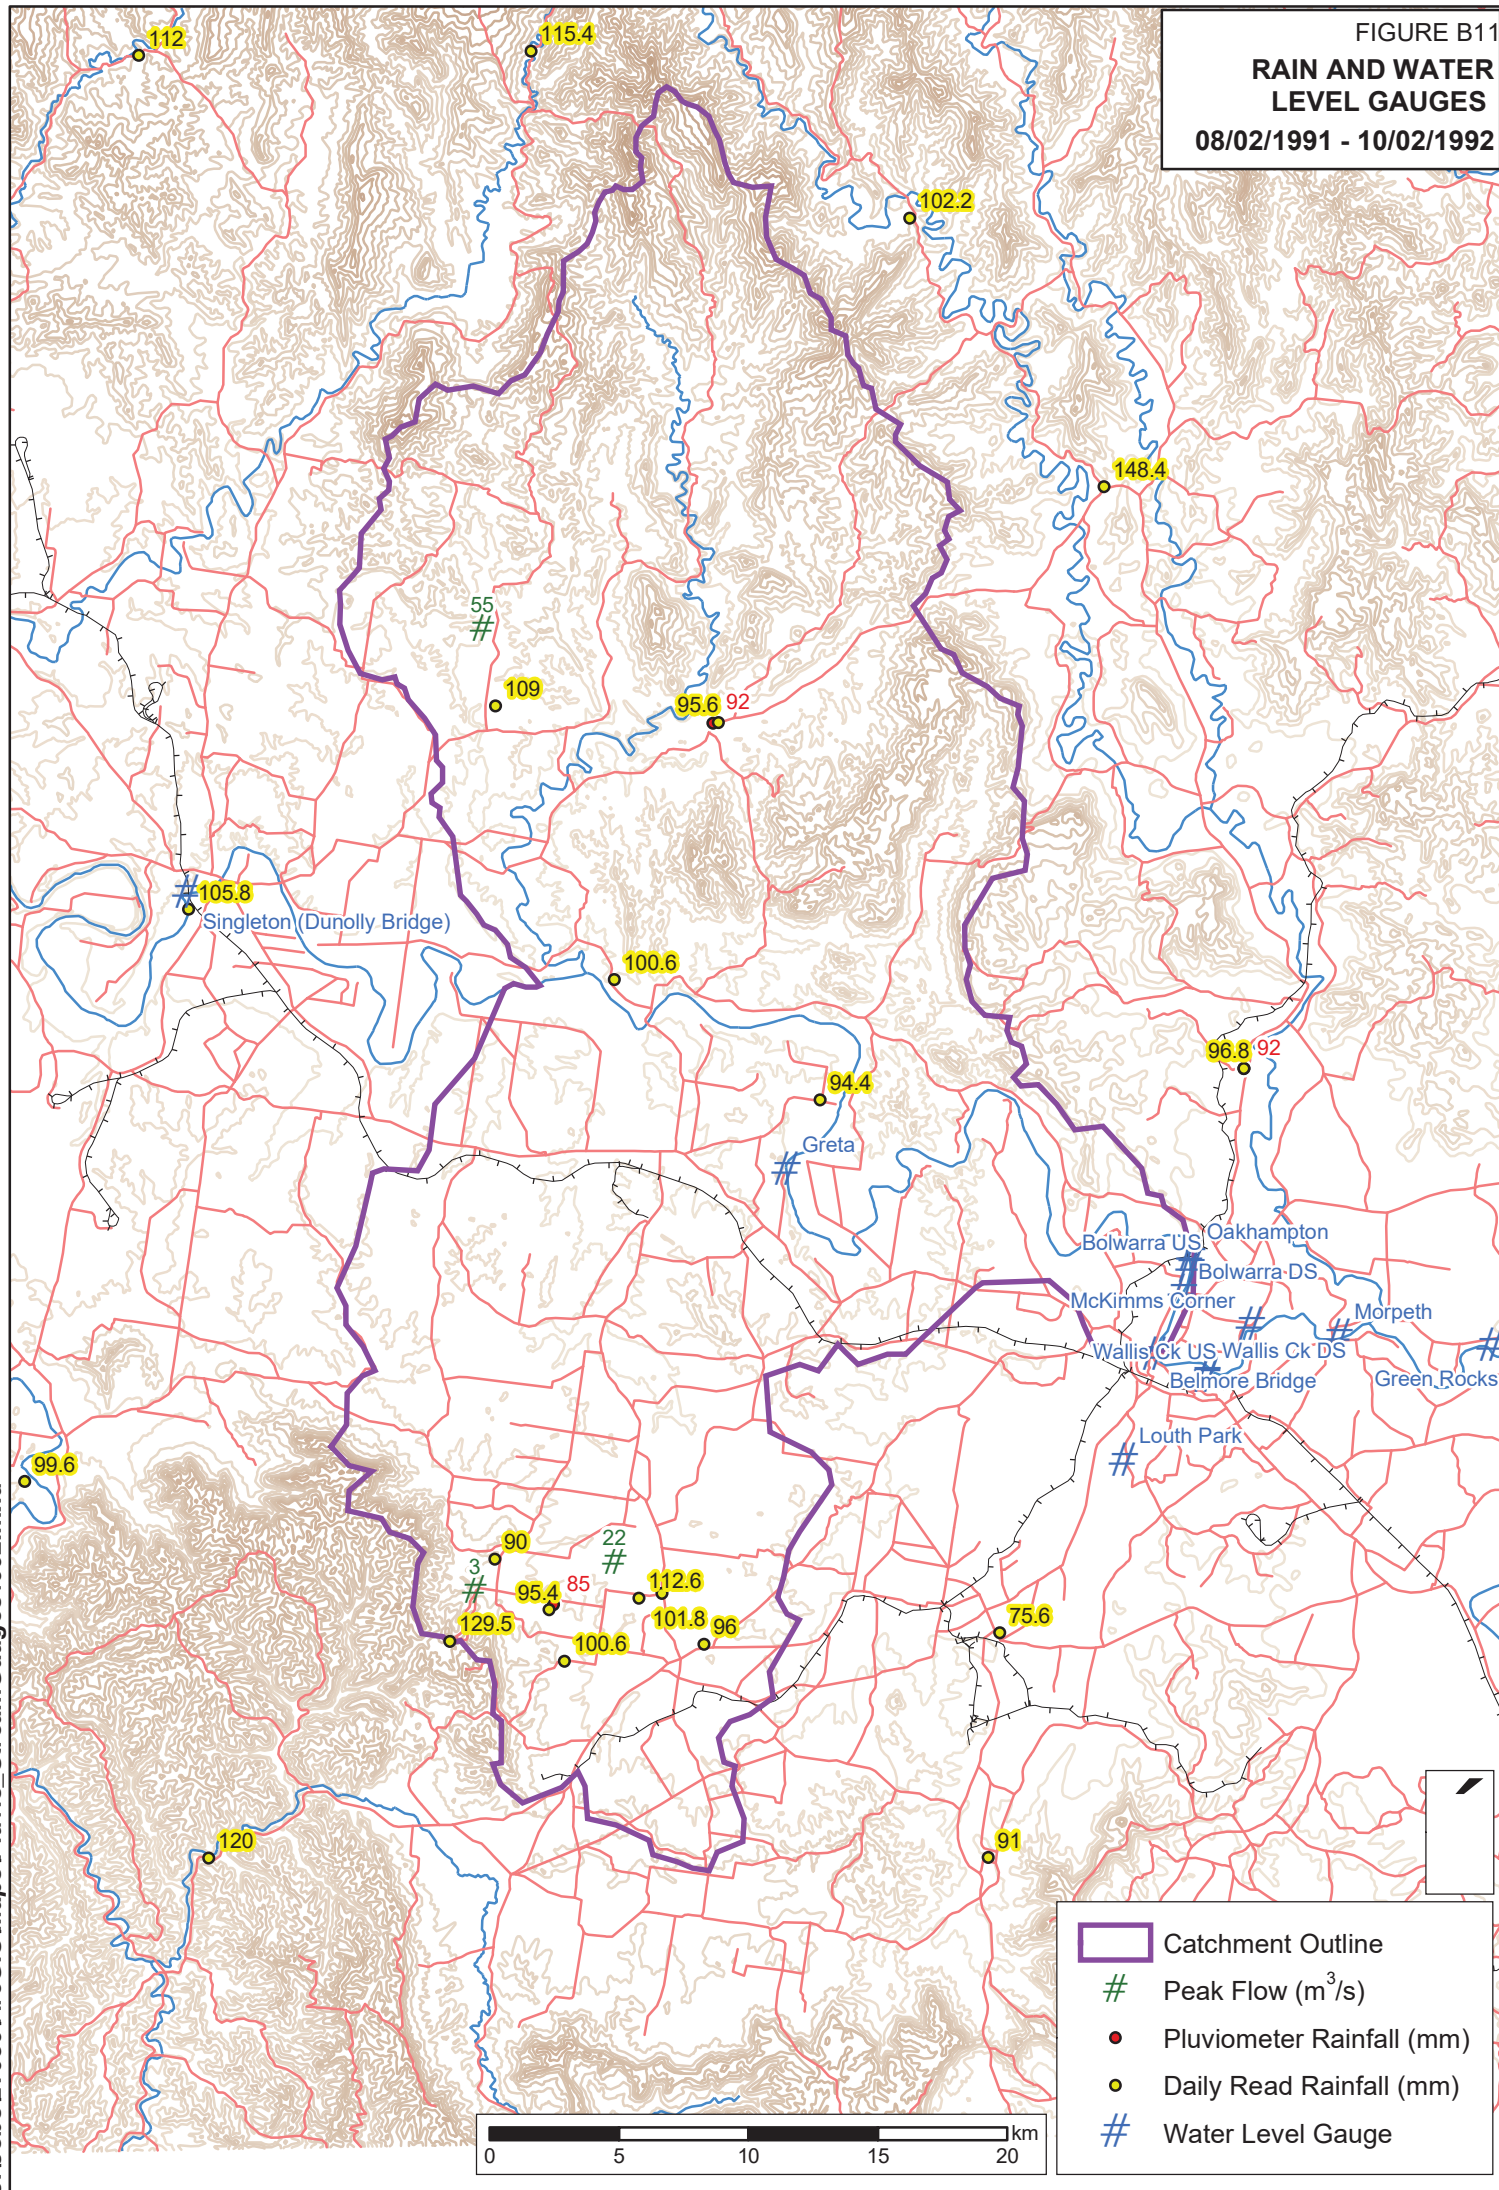 FIGURE B11
RAIN AND WATER
LEVEL GAUGES
08/02/1991 - 10/02/1992
112
115.4
102.2
148.4
55
109
95.6 92
105.8
Singleton (Dunolly Bridge)
100.6
96.8 92
94.4
Greta
Oakhampton
Bolwarra US
Bolwarra DS
McKimms Corner
Morpeth
Wallis Ck US
Wallis Ck DS
Belmore Bridge
Green Rocks
Louth Park
99.6
90
22
3
95.4 85
112.6
101.8
96
129.5
100.6
75.6
120
91
Catchment Outline
# Peak Flow (m³/s)
Pluviometer Rainfall (mm)
Daily Read Rainfall (mm)
# Water Level Gauge
km
0 5 10 15 20